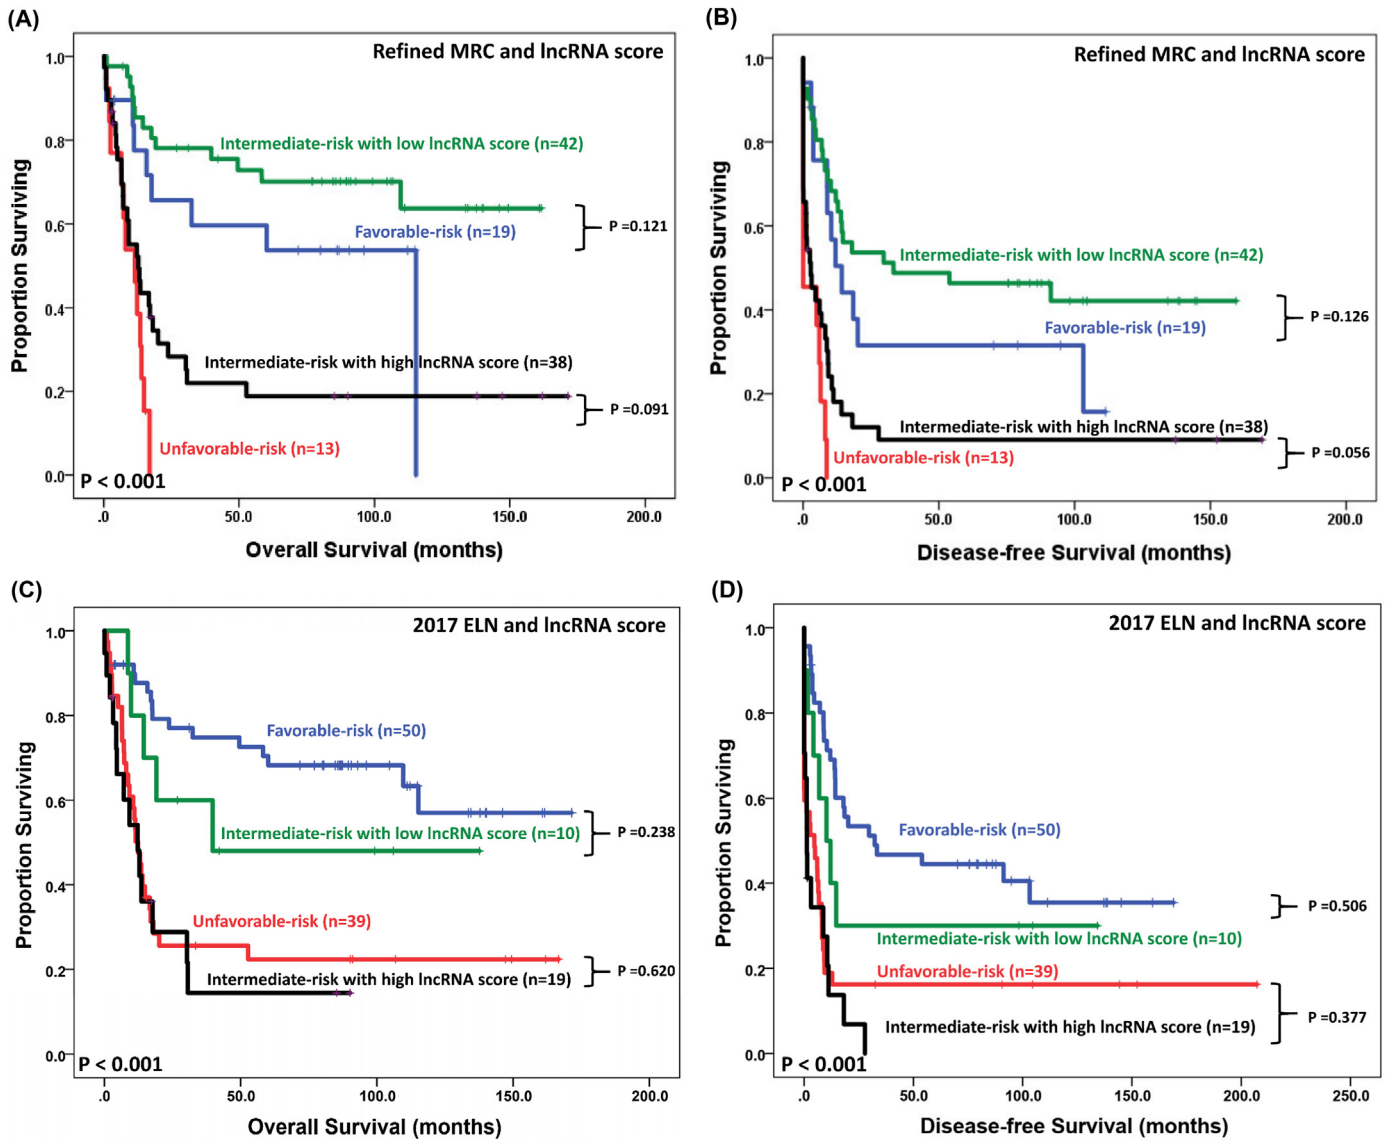 (A)
Refined MRC and lncRNA score
Proportion Surviving
1.0
0.8
0.6
0.4
0.2
0.0
Intermediate-risk with low lncRNA score (n=42)
Favorable-risk (n=19)
P =0.121
Intermediate-risk with high lncRNA score (n=38)
P =0.091
Unfavorable-risk (n=13)
P < 0.001
.0 50.0 100.0 150.0 200.0
Overall Survival (months)
(B)
Refined MRC and lncRNA score
Proportion Surviving
1.0
0.8
0.6
0.4
0.2
0.0
Intermediate-risk with low lncRNA score (n=42)
P =0.126
Favorable-risk (n=19)
Intermediate-risk with high lncRNA score (n=38)
P =0.056
Unfavorable-risk (n=13)
P < 0.001
.0 50.0 100.0 150.0 200.0
Disease-free Survival (months)
(C)
2017 ELN and lncRNA score
Proportion Surviving
1.0
0.8
0.6
0.4
0.2
0.0
Favorable-risk (n=50)
Intermediate-risk with low lncRNA score (n=10)
P =0.238
Unfavorable-risk (n=39)
P =0.620
Intermediate-risk with high lncRNA score (n=19)
P < 0.001
.0 50.0 100.0 150.0 200.0
Overall Survival (months)
(D)
2017 ELN and lncRNA score
Proportion Surviving
1.0
0.8
0.6
0.4
0.2
0.0
Favorable-risk (n=50)
P =0.506
Intermediate-risk with low lncRNA score (n=10)
Unfavorable-risk (n=39)
P =0.377
Intermediate-risk with high lncRNA score (n=19)
P < 0.001
.0 50.0 100.0 150.0 200.0 250.0
Disease-free Survival (months)